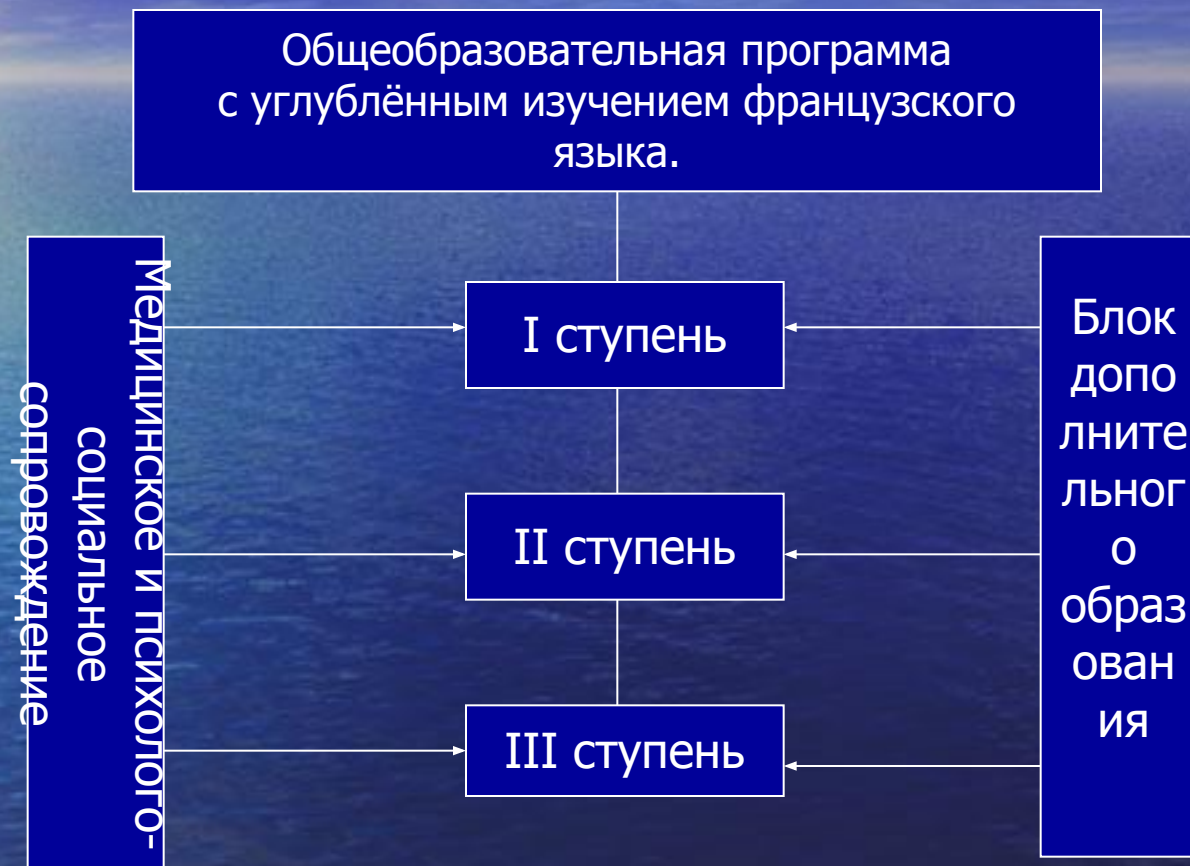 Общеобразовательная программа
с углублённым изучением французского
языка.
Медицинское и психолого-
социальное
сопровождение
I ступень
II ступень
III ступень
Блок
допо
лните
льног
о
образ
ован
ия